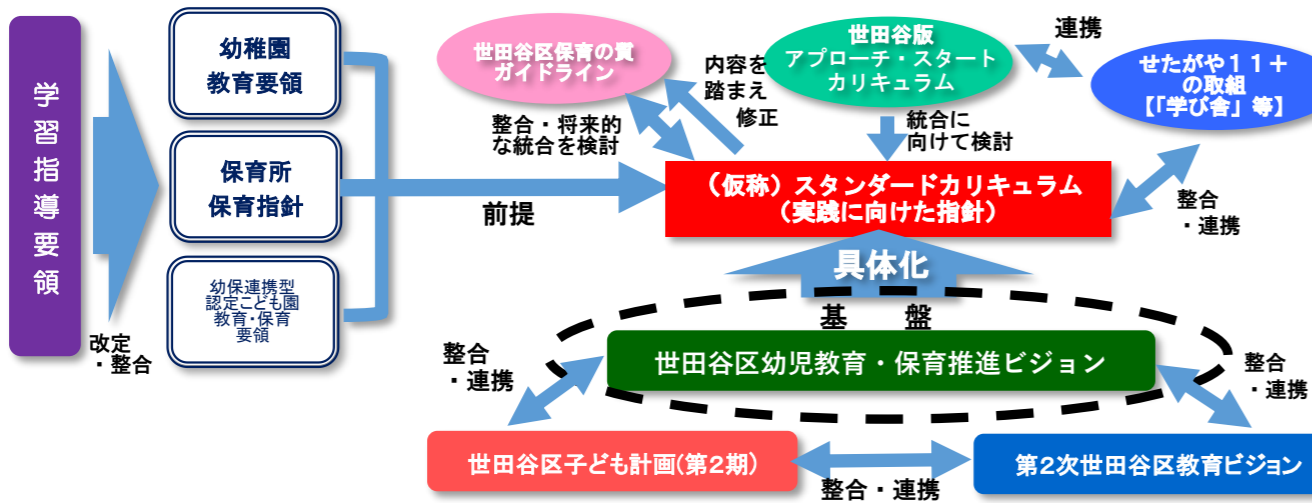 学習指導要領
改定
・整合
幼稚園
教育要領
保育所
保育指針
幼保連携型
認定こども園
教育・保育
要領
前提
世田谷区保育の質
ガイドライン
整合・将来的
な統合を検討
内容を
踏まえ
修正
世田谷版
アプローチ・スタート
カリキュラム
統合に
向けて検討
連携
せたがや11+
の取組
【「学び舎」等】
整合
・連携
(仮称)スタンダードカリキュラム
(実践に向けた指針)
具体化
基 盤
世田谷区幼児教育・保育推進ビジョン
整合
・連携
整合
・連携
世田谷区子ども計画(第2期)
整合・連携
第2次世田谷区教育ビジョン